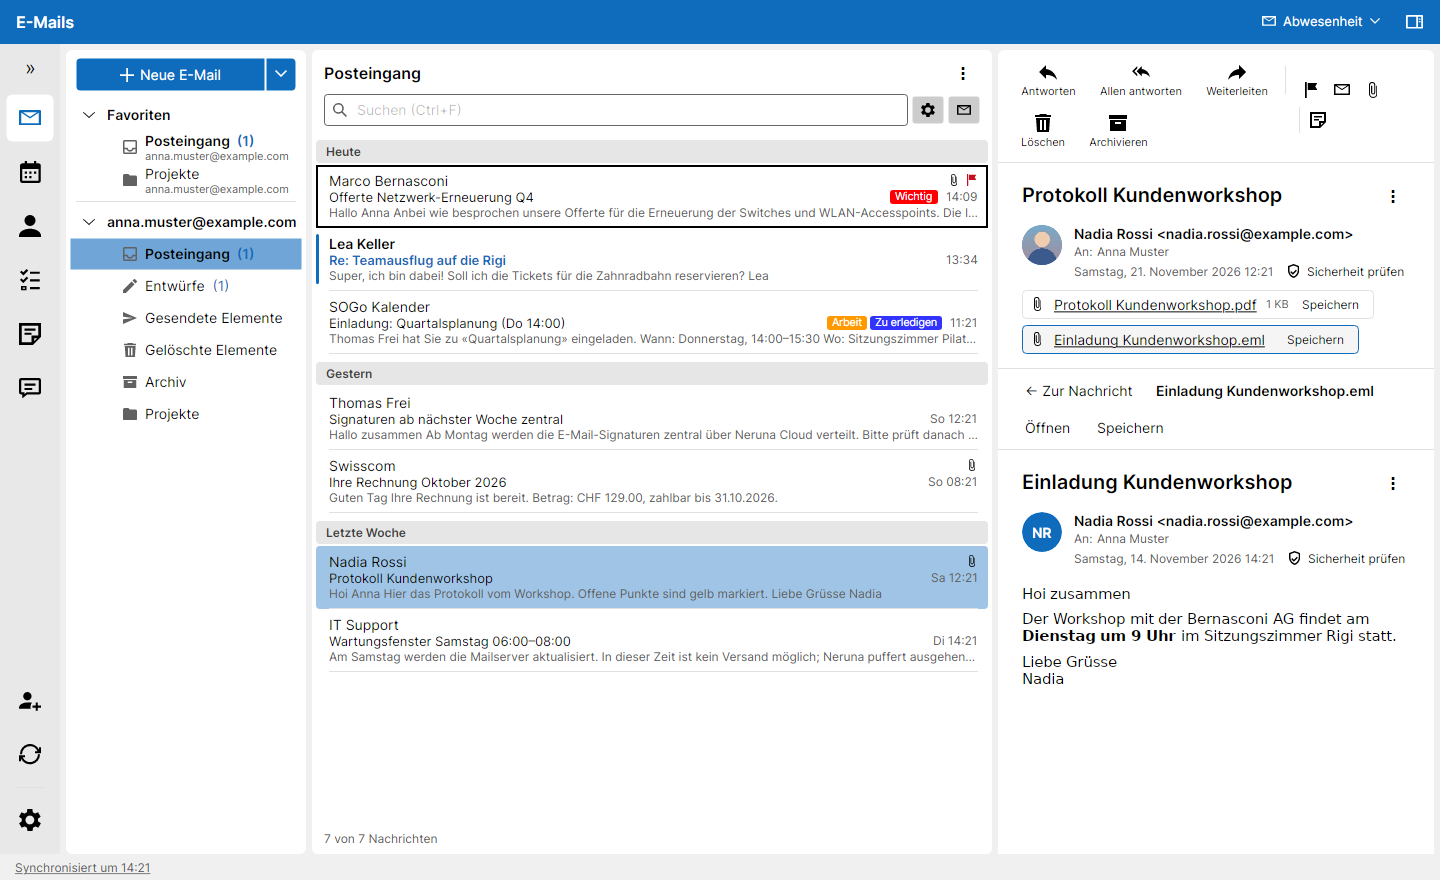 E-Mails
Abwesenheit
»
Neue E-Mail
Favoriten
Posteingang (1)
anna.muster@example.com
Projekte
anna.muster@example.com
anna.muster@example.com
Posteingang (1)
Entwürfe (1)
Gesendete Elemente
Gelöschte Elemente
Archiv
Projekte
Posteingang
Suchen (Ctrl+F)
Heute
Marco Bernasconi
Offerte Netzwerk-Erneuerung Q4 Wichtig 14:09
Hallo Anna Anbei wie besprochen unsere Offerte für die Erneuerung der Switches und WLAN-Accesspoints. Die I...
Lea Keller
Re: Teamausflug auf die Rigi 13:34
Super, ich bin dabei! Soll ich die Tickets für die Zahnradbahn reservieren? Lea
SOGo Kalender
Einladung: Quartalsplanung (Do 14:00) Arbeit Zu erledigen 11:21
Thomas Frei hat Sie zu «Quartalsplanung» eingeladen. Wann: Donnerstag, 14:00–15:30 Wo: Sitzungszimmer Pilat...
Gestern
Thomas Frei
Signaturen ab nächster Woche zentral So 12:21
Hallo zusammen Ab Montag werden die E-Mail-Signaturen zentral über Neruna Cloud verteilt. Bitte prüft danach ...
Swisscom
Ihre Rechnung Oktober 2026 So 08:21
Guten Tag Ihre Rechnung ist bereit. Betrag: CHF 129.00, zahlbar bis 31.10.2026.
Letzte Woche
Nadia Rossi
Protokoll Kundenworkshop Sa 12:21
Hoi Anna Hier das Protokoll vom Workshop. Offene Punkte sind gelb markiert. Liebe Grüsse Nadia
IT Support
Wartungsfenster Samstag 06:00–08:00 Di 14:21
Am Samstag werden die Mailserver aktualisiert. In dieser Zeit ist kein Versand möglich; Neruna puffert ausgehen...
7 von 7 Nachrichten
Antworten Allen antworten Weiterleiten
Löschen Archivieren
Protokoll Kundenworkshop
Nadia Rossi <nadia.rossi@example.com>
An: Anna Muster
Samstag, 21. November 2026 12:21 Sicherheit prüfen
Protokoll Kundenworkshop.pdf 1 KB Speichern
Einladung Kundenworkshop.eml Speichern
← Zur Nachricht Einladung Kundenworkshop.eml
Öffnen Speichern
Einladung Kundenworkshop
NR
Nadia Rossi <nadia.rossi@example.com>
An: Anna Muster
Samstag, 14. November 2026 14:21 Sicherheit prüfen
Hoi zusammen
Der Workshop mit der Bernasconi AG findet am
Dienstag um 9 Uhr im Sitzungszimmer Rigi statt.
Liebe Grüsse
Nadia
Synchronisiert um 14:21